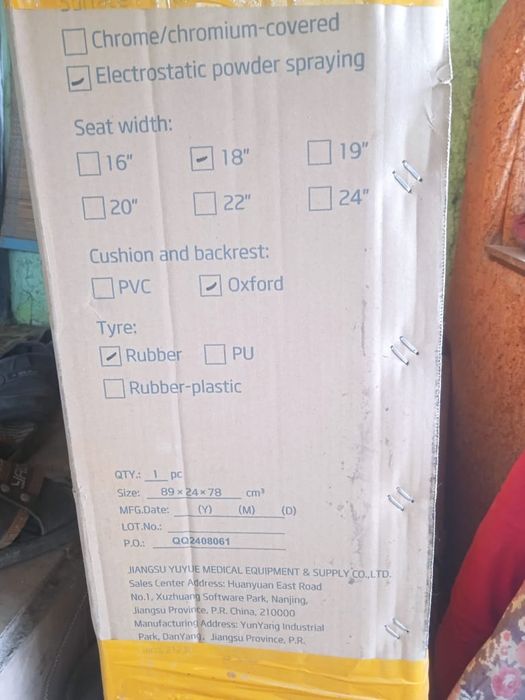 Surface
☐ Chrome/chromium-covered
☑ Electrostatic powder spraying
Seat width:
☐ 16" ☑ 18" ☐ 19"
☐ 20" ☐ 22" ☐ 24"
Cushion and backrest:
☐ PVC ☑ Oxford
Tyre:
☑ Rubber ☐ PU
☐ Rubber-plastic
QTY.: 1 pc
Size: 89×24×78 cm³
MFG.Date: (Y) (M) (D)
LOT.No.:
P.O.: QQ2408061
JIANGSU YUYUE MEDICAL EQUIPMENT & SUPPLY CO.,LTD.
Sales Center Address: Huanyuan East Road
No.1, Xuzhuang Software Park, Nanjing,
Jiangsu Province, P.R. China, 210000
Manufacturing Address: YunYang Industrial
Park, DanYang, Jiangsu Province, P.R.